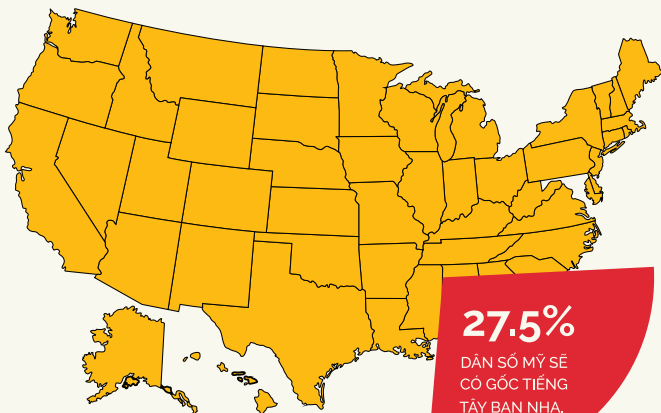 27.5%
DÂN SỐ MỸ SẼ
CÓ GỐC TIẾNG
TÂY BAN NHA,